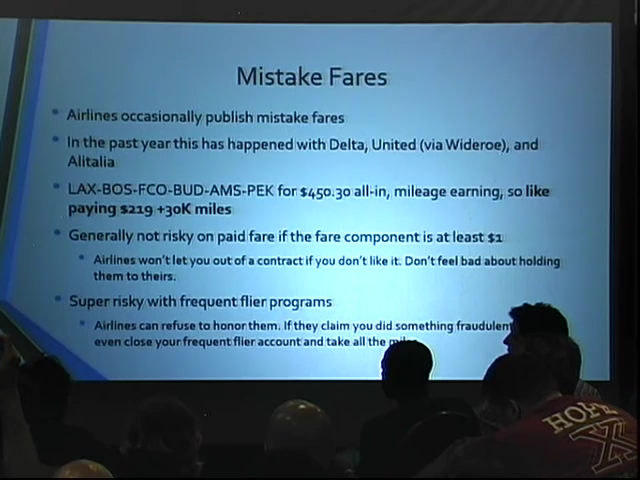 Mistake Fares
Airlines occasionally publish mistake fares
In the past year this has happened with Delta, United (via Wideroe), and
Alitalia
LAX-BOS-FCO-BUD-AMS-PEK for $450.30 all-in, mileage earning, so like
paying $219 +30K miles
Generally not risky on paid fare if the fare component is at least $1
Airlines won't let you out of a contract if you don't like it. Don't feel bad about holding
them to theirs.
Super risky with frequent flier programs
Airlines can refuse to honor them. If they claim you did something fraudulent
even close your frequent flier account and take all the
HOPE
X